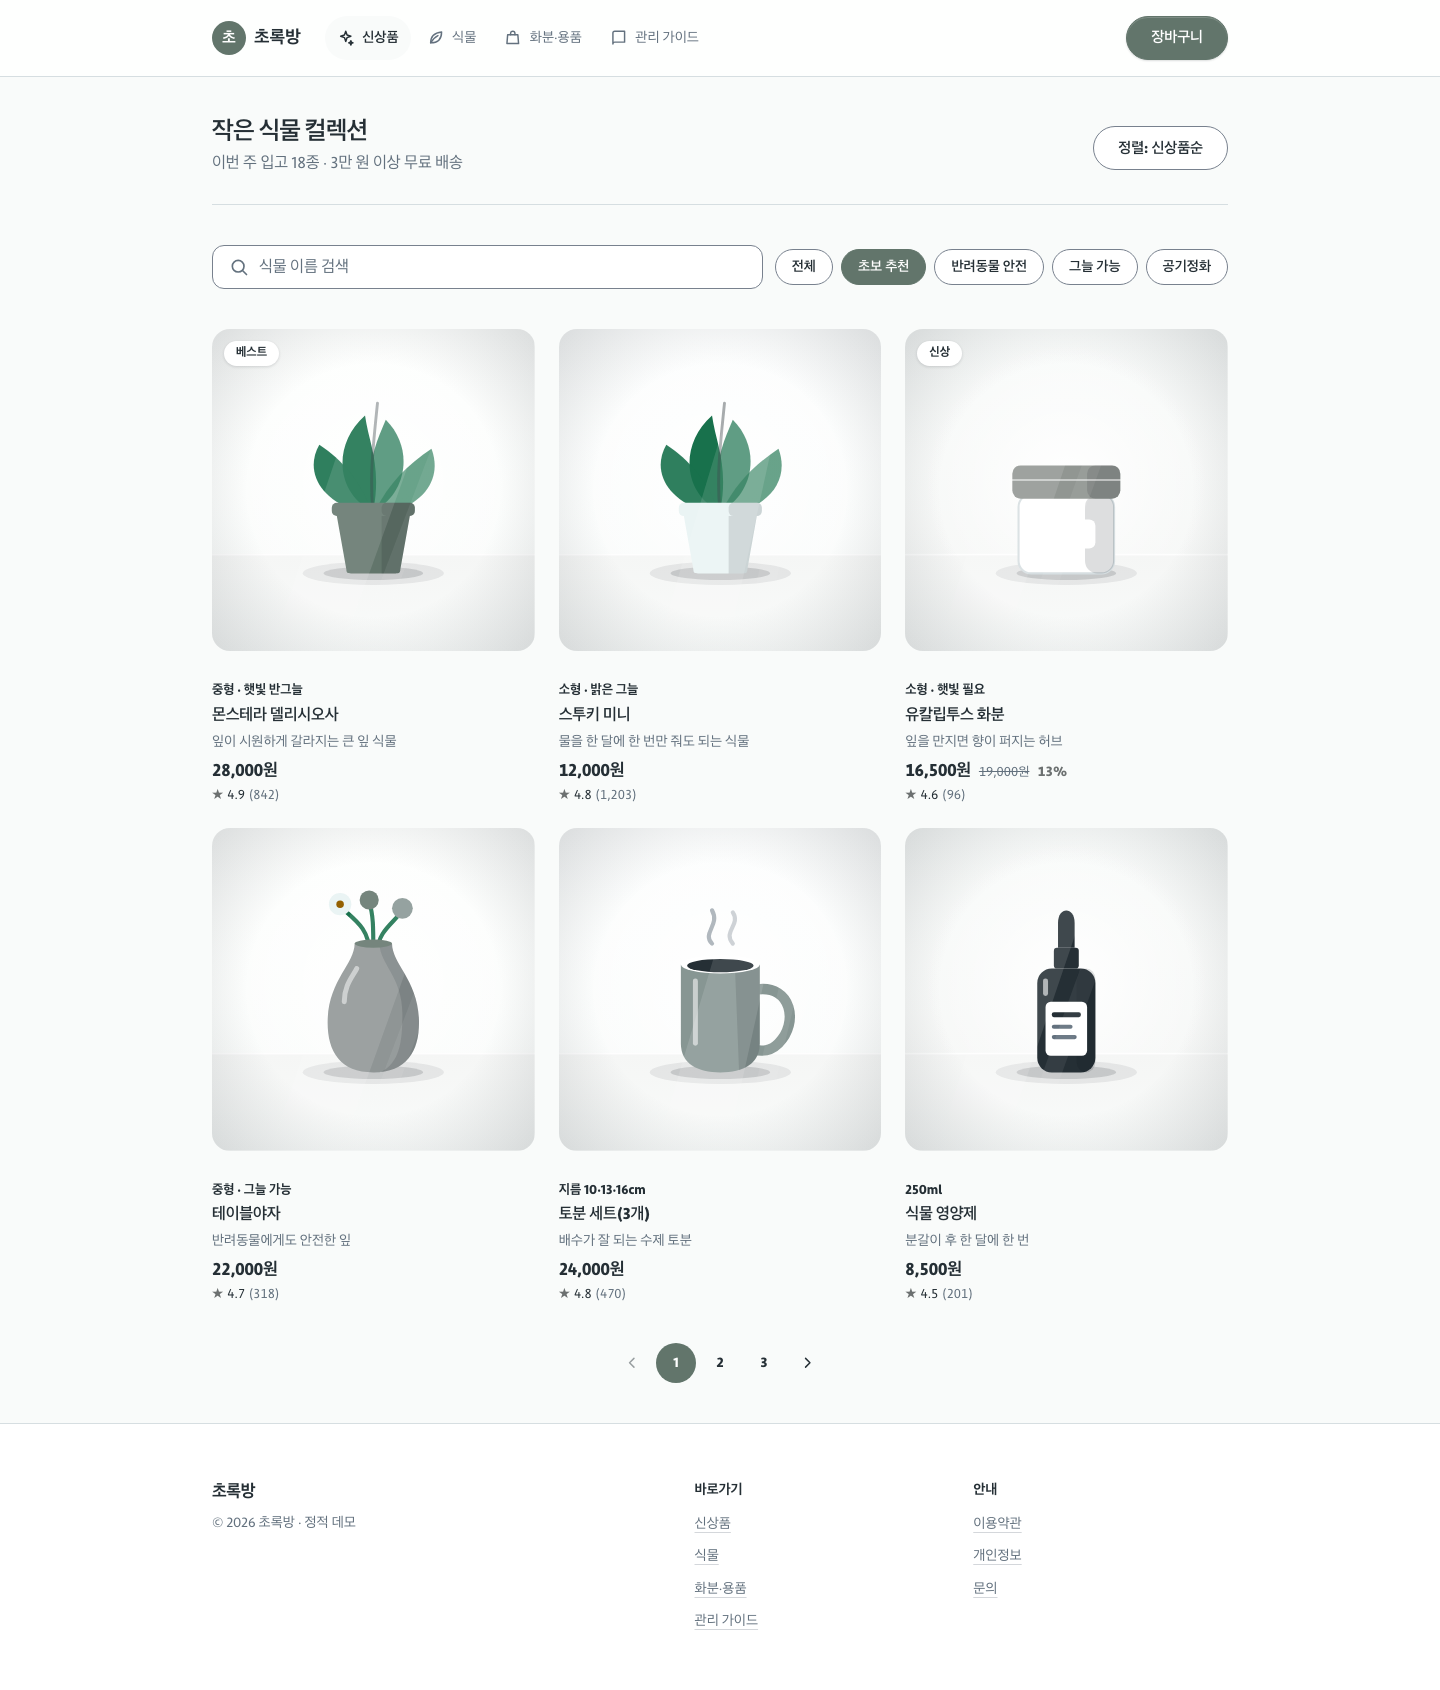 초 초록방 신상품 식물 화분·용품 관리 가이드 장바구니
작은 식물 컬렉션
이번 주 입고 18종 · 3만 원 이상 무료 배송
정렬: 신상품순
식물 이름 검색 전체 초보 추천 반려동물 안전 그늘 가능 공기정화
베스트
신상
중형 · 햇빛 반그늘
몬스테라 델리시오사
잎이 시원하게 갈라지는 큰 잎 식물
28,000원
★ 4.9 (842)
소형 · 밝은 그늘
스투키 미니
물을 한 달에 한 번만 줘도 되는 식물
12,000원
★ 4.8 (1,203)
소형 · 햇빛 필요
유칼립투스 화분
잎을 만지면 향이 퍼지는 허브
16,500원 19,000원 13%
★ 4.6 (96)
중형 · 그늘 가능
테이블야자
반려동물에게도 안전한 잎
22,000원
★ 4.7 (318)
지름 10·13·16cm
토분 세트(3개)
배수가 잘 되는 수제 토분
24,000원
★ 4.8 (470)
250ml
식물 영양제
분갈이 후 한 달에 한 번
8,500원
★ 4.5 (201)
1 2 3
초록방
© 2026 초록방 · 정적 데모
바로가기
신상품
식물
화분·용품
관리 가이드
안내
이용약관
개인정보
문의